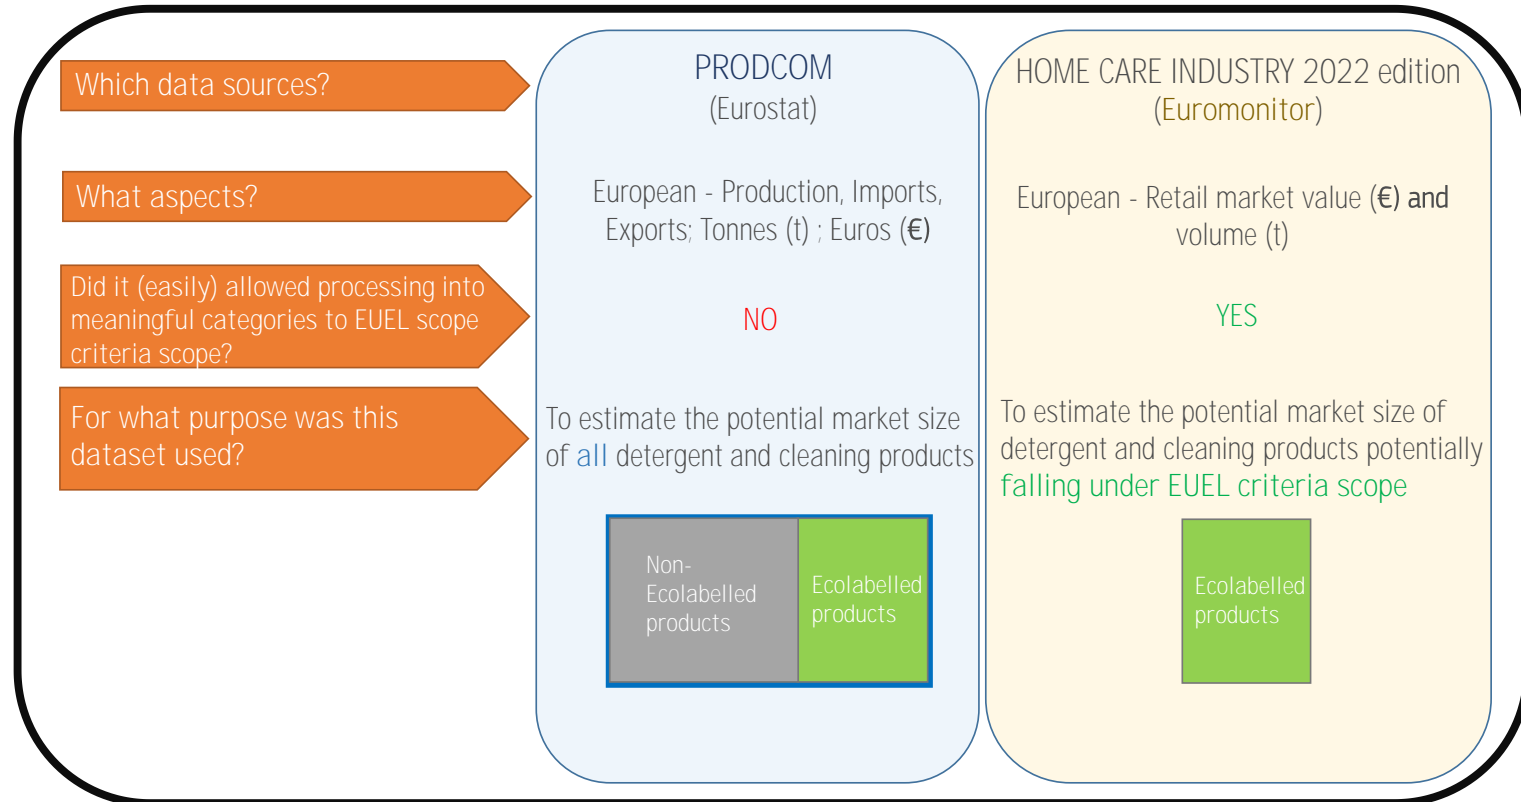 Which data sources?
PRODCOM
(Eurostat)
HOME CARE INDUSTRY 2022 edition
(Euromonitor)
What aspects?
European - Production, Imports,
Exports; Tonnes (t) ; Euros (€)
European - Retail market value (€) and
volume (t)
Did it (easily) allowed processing into
meaningful categories to EUEL scope
criteria scope?
NO
YES
For what purpose was this
dataset used?
To estimate the potential market size
of all detergent and cleaning products
To estimate the potential market size of
detergent and cleaning products potentially
falling under EUEL criteria scope
Non-
Ecolabelled
products
Ecolabelled
products
Ecolabelled
products